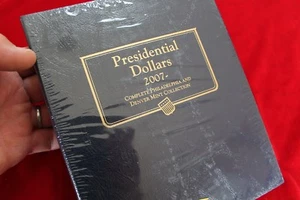 Presidential
Dollars
2007-
Complete Philadelphia and
Denver Mint Collection